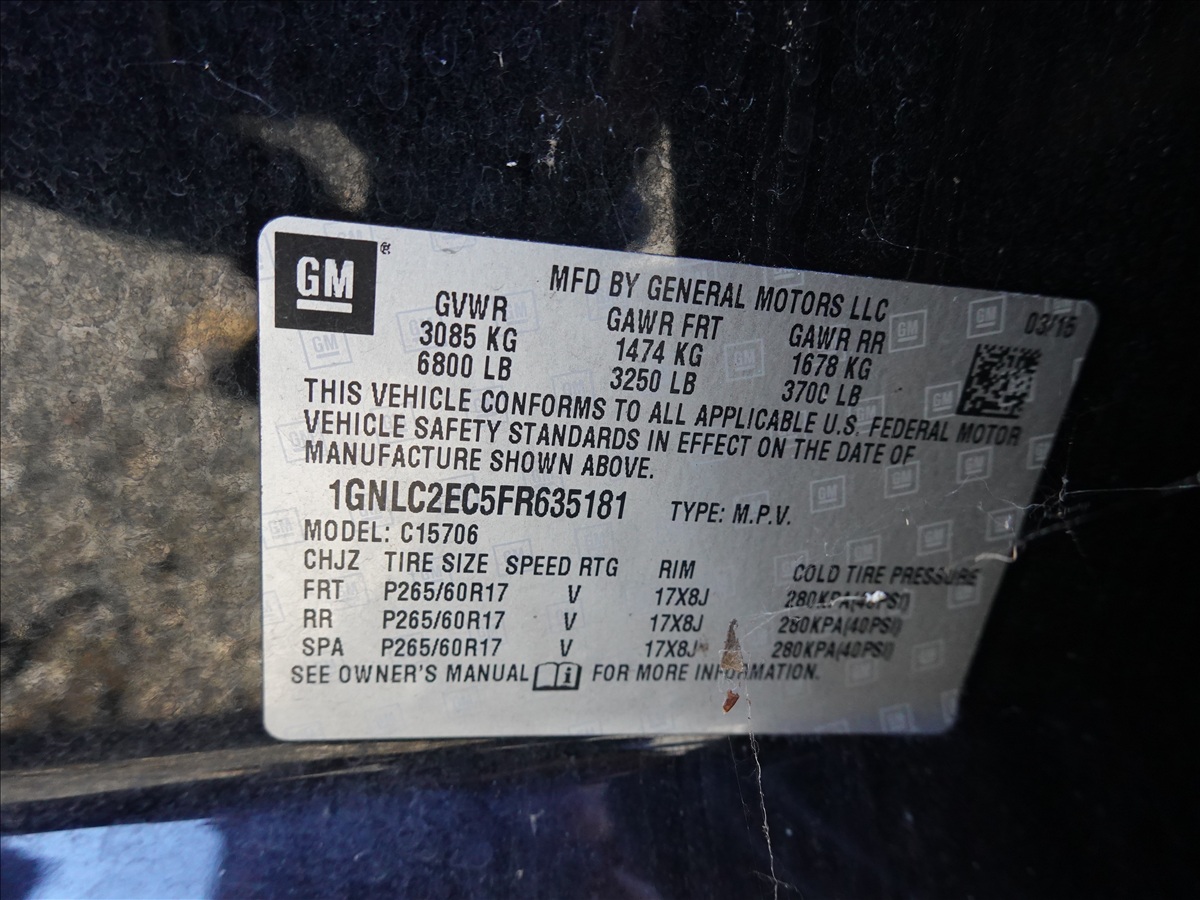 GM
MFD BY GENERAL MOTORS LLC
03/15
GVWR GAWR FRT GAWR RR
3085 KG 1474 KG 1678 KG
6800 LB 3250 LB 3700 LB
THIS VEHICLE CONFORMS TO ALL APPLICABLE U.S. FEDERAL MOTOR
VEHICLE SAFETY STANDARDS IN EFFECT ON THE DATE OF
MANUFACTURE SHOWN ABOVE.
1GNLC2EC5FR635181 TYPE: M.P.V.
MODEL: C15706
CHJZ TIRE SIZE SPEED RTG RIM COLD TIRE PRESSURE
FRT P265/60R17 V 17X8J 280KPA(40PSI)
RR P265/60R17 V 17X8J 280KPA(40PSI)
SPA P265/60R17 V 17X8J 280KPA(40PSI)
SEE OWNER'S MANUAL i FOR MORE INFORMATION.